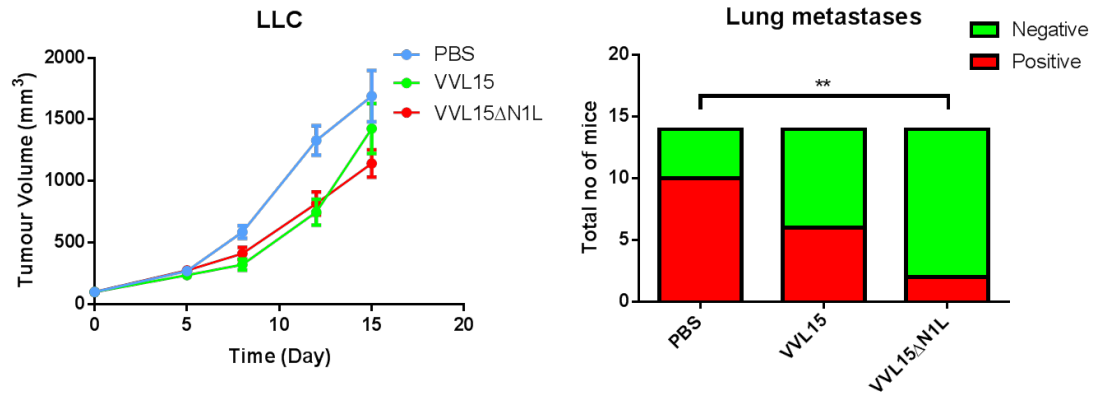 LLC
Tumour Volume (mm³)
2000
1500
1000
500
0
0
5
10
15
20
Time (Day)
PBS
VVL15
VVL15ΔN1L
Lung metastases
Total no of mice
20
15
10
5
0
**
PBS
VVL15
VVL15ΔN1L
Negative
Positive